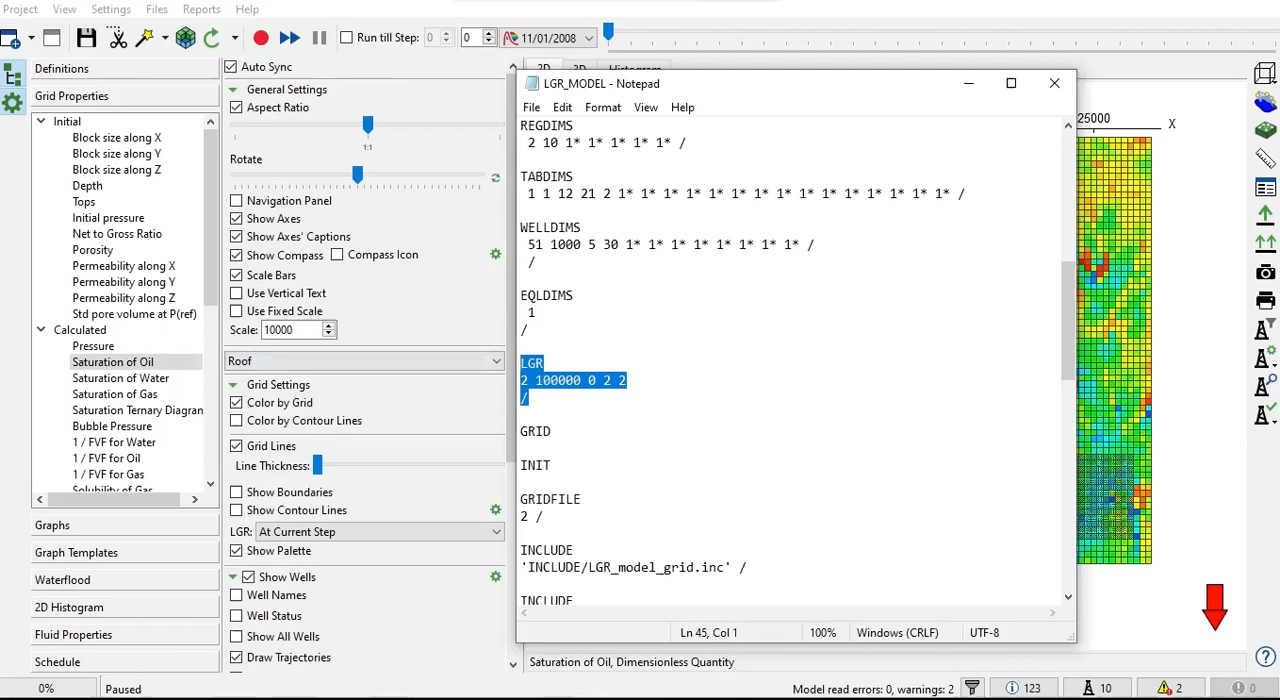 Project View Settings Files Reports Help
Run till Step: 0 0 11/01/2008
Definitions
Grid Properties
Initial
Block size along X
Block size along Y
Block size along Z
Depth
Tops
Initial pressure
Net to Gross Ratio
Porosity
Permeability along X
Permeability along Y
Permeability along Z
Std pore volume at P(ref)
Calculated
Pressure
Saturation of Oil
Saturation of Water
Saturation of Gas
Saturation Ternary Diagran
Bubble Pressure
1 / FVF for Water
1 / FVF for Oil
1 / FVF for Gas
Solubility of Gas
Graphs
Graph Templates
Waterflood
2D Histogram
Fluid Properties
Schedule
Auto Sync
General Settings
Aspect Ratio
1:1
Rotate
Navigation Panel
Show Axes
Show Axes' Captions
Show Compass Compass Icon
Scale Bars
Use Vertical Text
Use Fixed Scale
Scale: 10000
Roof
Grid Settings
Color by Grid
Color by Contour Lines
Grid Lines
Line Thickness:
Show Boundaries
Show Contour Lines
LGR: At Current Step
Show Palette
Show Wells
Well Names
Well Status
Show All Wells
Draw Trajectories
2D 3D Histogram
LGR_MODEL - Notepad
File Edit Format View Help
REGDIMS
2 10 1* 1* 1* 1* 1* /
TABDIMS
1 1 12 21 2 1* 1* 1* 1* 1* 1* 1* 1* 1* 1* 1* 1* 1* 1* 1* /
WELLDIMS
51 1000 5 30 1* 1* 1* 1* 1* 1* 1* 1* /
/
EQLDIMS
1
/
LGR
2 100000 0 2 2
/
GRID
INIT
GRIDFILE
2 /
INCLUDE
'INCLUDE/LGR_model_grid.inc' /
INCLUDE
Ln 45, Col 1 100% Windows (CRLF) UTF-8
25000 X
Saturation of Oil, Dimensionless Quantity
0% Paused Model read errors: 0, warnings: 2 123 10 2 0